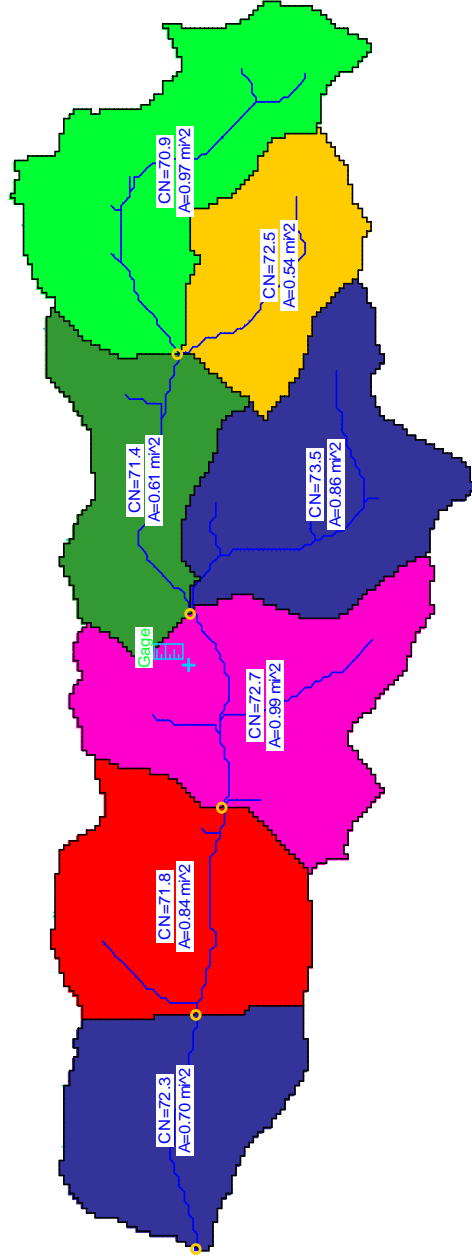 CN=70.9
A=0.97 mi^2
CN=72.5
A=0.54 mi^2
CN=71.4
A=0.61 mi^2
CN=73.5
A=0.86 mi^2
Gage
CN=72.7
A=0.99 mi^2
CN=71.8
A=0.84 mi^2
CN=72.3
A=0.70 mi^2